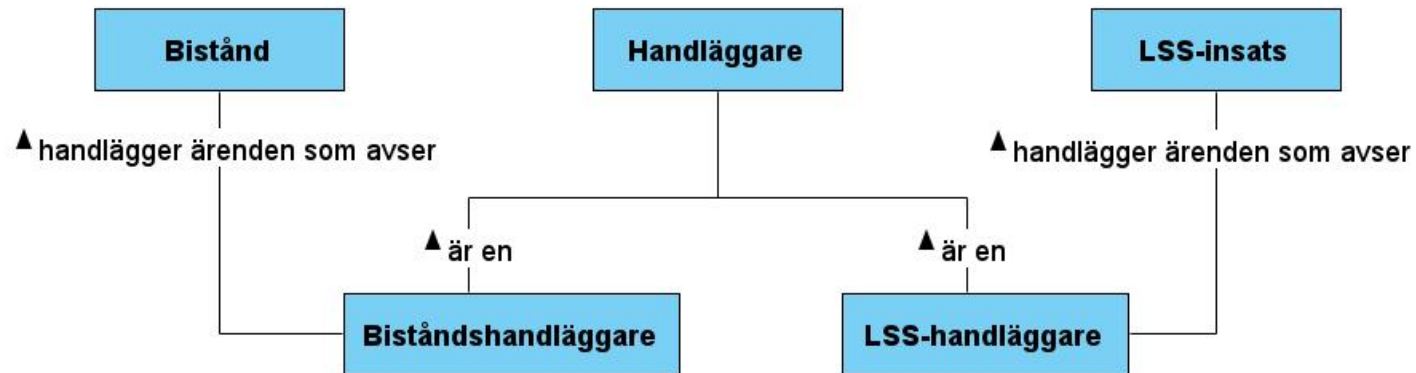 Bistånd
Handläggare
LSS-insats
handlägger ärenden som avser
handlägger ärenden som avser
är en
är en
Biståndshandläggare
LSS-handläggare